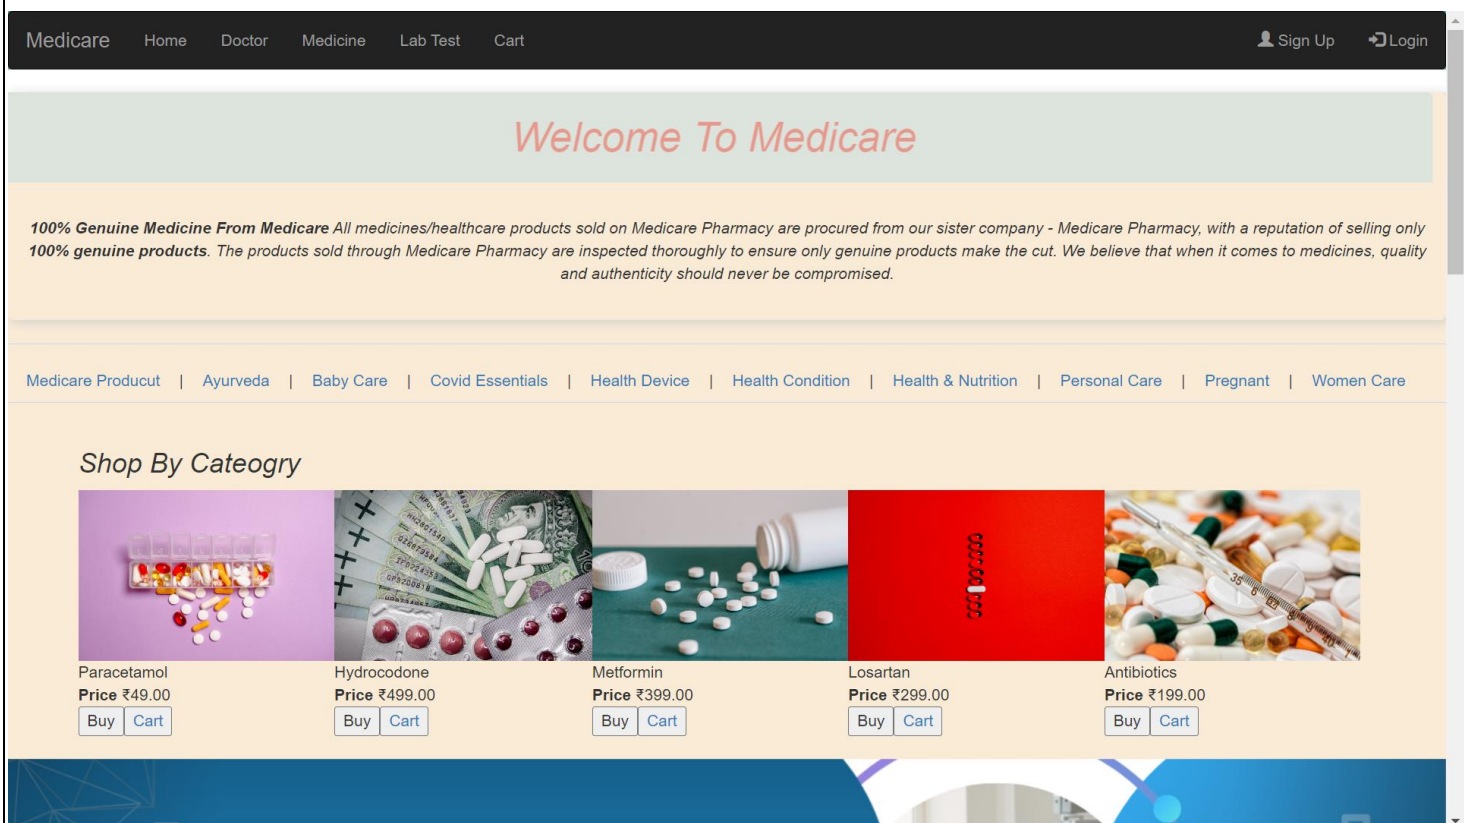 Medicare Home Doctor Medicine Lab Test Cart Sign Up Login
Welcome To Medicare
100% Genuine Medicine From Medicare All medicines/healthcare products sold on Medicare Pharmacy are procured from our sister company - Medicare Pharmacy, with a reputation of selling only
100% genuine products. The products sold through Medicare Pharmacy are inspected thoroughly to ensure only genuine products make the cut. We believe that when it comes to medicines, quality
and authenticity should never be compromised.
Medicare Producut | Ayurveda | Baby Care | Covid Essentials | Health Device | Health Condition | Health & Nutrition | Personal Care | Pregnant | Women Care
Shop By Cateogry
Paracetamol Hydrocodone Metformin Losartan Antibiotics
Price ₹49.00 Price ₹499.00 Price ₹399.00 Price ₹299.00 Price ₹199.00
Buy Cart Buy Cart Buy Cart Buy Cart Buy Cart